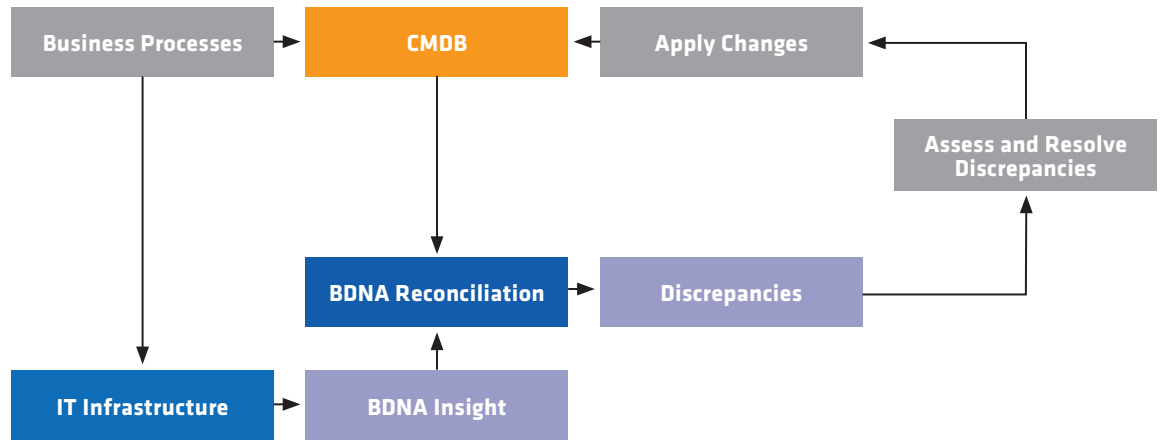 Business Processes
CMDB
Apply Changes
Assess and Resolve
Discrepancies
BDNA Reconciliation
Discrepancies
IT Infrastructure
BDNA Insight